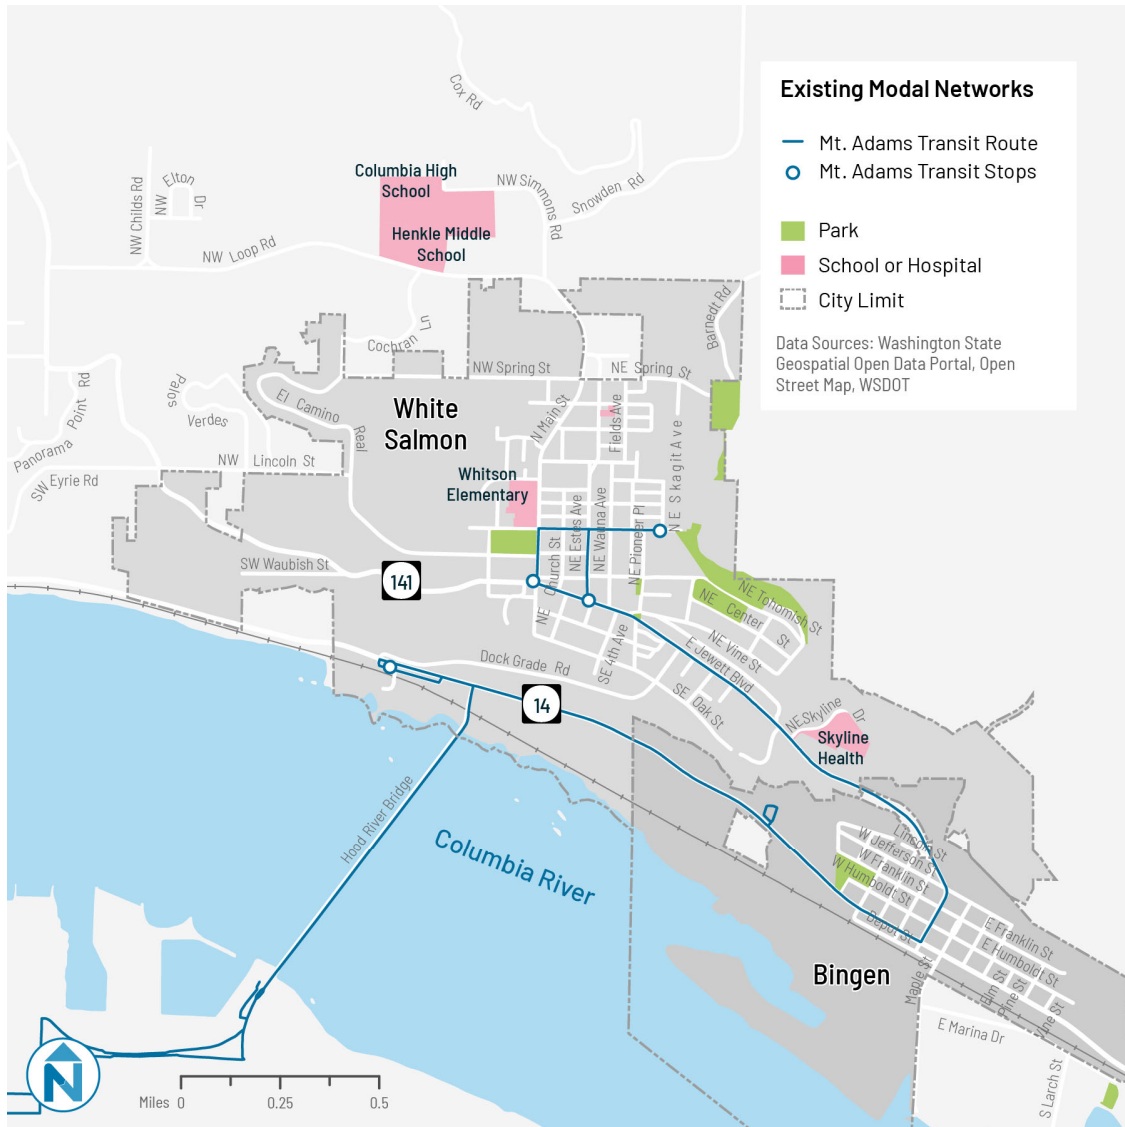 Existing Modal Networks
Mt. Adams Transit Route
Mt. Adams Transit Stops
Park
School or Hospital
City Limit
Data Sources: Washington State
Geospatial Open Data Portal, Open
Street Map, WSDOT
Cox Rd
Columbia High
School
NW Simmons Rd
Snowden Rd
NW Elton Dr
NW Childs Rd
Henkle Middle
School
NW Loop Rd
Cochran Ln
Barnedt Rd
NW Spring St
NE Spring St
El Camino Real
White
Salmon
N Main St
Fields Ave
Palos Verdes
Panorama Point Rd
NW Lincoln St
SW Eyrie Rd
Whitson
Elementary
NE Skagit Ave
NE Estes Ave
NE Wauna Ave
NE Pioneer Pl
NE Church St
SW Waubish St
141
NE Tohomish St
NE Center St
NE Vine St
E Jewett Blvd
SE 4th Ave
Dock Grade Rd
SE Oak St
14
NE Skyline Dr
Skyline
Health
Hood River Bridge
Columbia River
Lincoln St
W Jefferson St
W Franklin St
W Humboldt St
Depot St
E Franklin St
E Humboldt St
Bingen
Maple St
Elm St
Pine St
Vine St
E Marina Dr
S Larch St
N
Miles 0 0.25 0.5